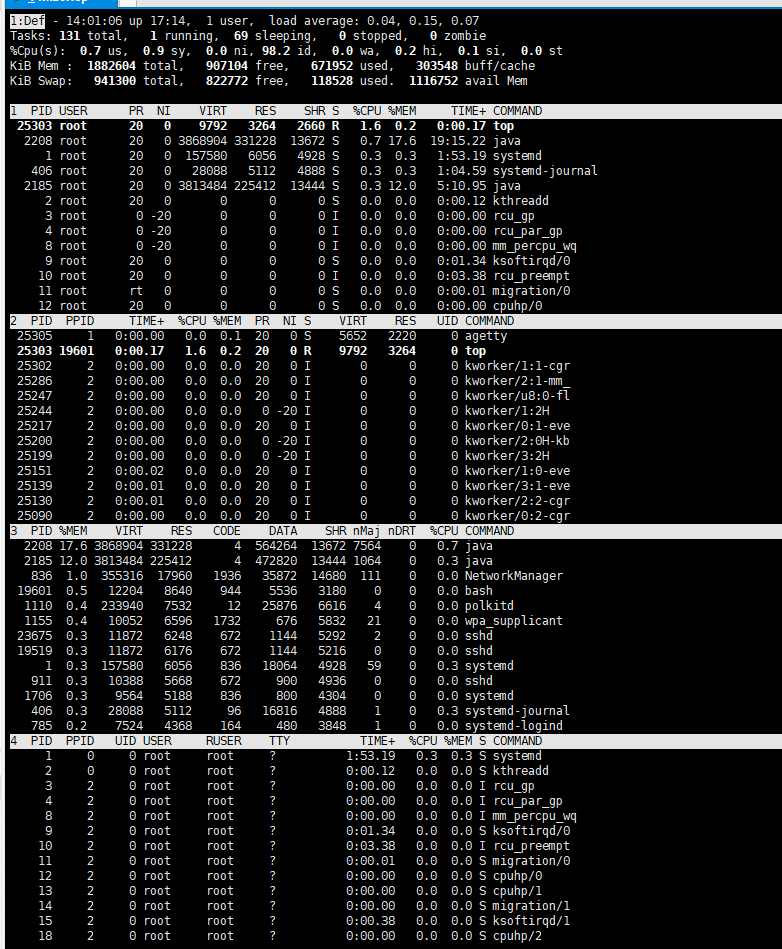 1:Def - 14:01:06 up 17:14,  1 user,  load average: 0.04, 0.15, 0.07
Tasks: 131 total,   1 running,  69 sleeping,   0 stopped,   0 zombie
%Cpu(s):  0.7 us,  0.9 sy,  0.0 ni, 98.2 id,  0.0 wa,  0.2 hi,  0.1 si,  0.0 st
KiB Mem :  1882604 total,   907104 free,   671952 used,   303548 buff/cache
KiB Swap:   941300 total,   822772 free,   118528 used.  1116752 avail Mem
1  PID USER      PR  NI    VIRT    RES    SHR S  %CPU %MEM     TIME+ COMMAND
25303 root      20   0    9792   3264   2660 R   1.6  0.2   0:00.17 top
2208 root      20   0 3868904 331228  13672 S   0.7 17.6  19:15.22 java
1 root      20   0  157580   6056   4928 S   0.3  0.3   1:53.19 systemd
406 root      20   0   28088   5112   4888 S   0.3  0.3   1:04.59 systemd-journal
2185 root      20   0 3813484 225412  13444 S   0.3 12.0   5:10.95 java
2 root      20   0       0      0      0 S   0.0  0.0   0:00.12 kthreadd
3 root       0 -20       0      0      0 I   0.0  0.0   0:00.00 rcu_gp
4 root       0 -20       0      0      0 I   0.0  0.0   0:00.00 rcu_par_gp
8 root       0 -20       0      0      0 I   0.0  0.0   0:00.00 mm_percpu_wq
9 root      20   0       0      0      0 S   0.0  0.0   0:01.34 ksoftirqd/0
10 root      20   0       0      0      0 I   0.0  0.0   0:03.38 rcu_preempt
11 root      rt   0       0      0      0 S   0.0  0.0   0:00.01 migration/0
12 root      20   0       0      0      0 S   0.0  0.0   0:00.00 cpuhp/0
2  PID  PPID     TIME+  %CPU %MEM  PR  NI S    VIRT    RES   UID COMMAND
25305     1   0:00.00   0.0  0.1  20   0 S    5652   2220     0 agetty
25303 19601   0:00.17   1.6  0.2  20   0 R    9792   3264     0 top
25302     2   0:00.00   0.0  0.0  20   0 I       0      0     0 kworker/1:1-cgr
25286     2   0:00.00   0.0  0.0  20   0 I       0      0     0 kworker/2:1-mm_
25247     2   0:00.00   0.0  0.0  20   0 I       0      0     0 kworker/u8:0-fl
25244     2   0:00.00   0.0  0.0   0 -20 I       0      0     0 kworker/1:2H
25217     2   0:00.00   0.0  0.0  20   0 I       0      0     0 kworker/0:1-eve
25200     2   0:00.00   0.0  0.0   0 -20 I       0      0     0 kworker/2:0H-kb
25199     2   0:00.00   0.0  0.0   0 -20 I       0      0     0 kworker/3:2H
25151     2   0:00.02   0.0  0.0  20   0 I       0      0     0 kworker/1:0-eve
25139     2   0:00.01   0.0  0.0  20   0 I       0      0     0 kworker/3:1-eve
25130     2   0:00.01   0.0  0.0  20   0 I       0      0     0 kworker/2:2-cgr
25090     2   0:00.00   0.0  0.0  20   0 I       0      0     0 kworker/0:2-cgr
3  PID %MEM    VIRT    RES   CODE    DATA    SHR nMaj nDRT  %CPU COMMAND
2208 17.6 3868904 331228      4  564264  13672 7564    0   0.7 java
2185 12.0 3813484 225412      4  472820  13444 1064    0   0.3 java
836  1.0  355316  17960   1936   35872  14680  111    0   0.0 NetworkManager
19601  0.5   12204   8640    944    5536   3180    0    0   0.0 bash
1110  0.4  233940   7532     12   25876   6616    4    0   0.0 polkitd
1155  0.4   10052   6596   1732     676   5832   21    0   0.0 wpa_supplicant
23675  0.3   11872   6248    672    1144   5292    2    0   0.0 sshd
19519  0.3   11872   6176    672    1144   5216    0    0   0.0 sshd
1  0.3  157580   6056    836   18064   4928   59    0   0.3 systemd
911  0.3   10388   5668    672     900   4936    0    0   0.0 sshd
1706  0.3    9564   5188    836     800   4304    0    0   0.0 systemd
406  0.3   28088   5112     96   16816   4888    1    0   0.3 systemd-journal
785  0.2    7524   4368    164     480   3848    1    0   0.0 systemd-logind
4  PID  PPID   UID USER     RUSER    TTY          TIME+  %CPU %MEM S COMMAND
1     0     0 root     root     ?          1:53.19   0.3  0.3 S systemd
2     0     0 root     root     ?          0:00.12   0.0  0.0 S kthreadd
3     2     0 root     root     ?          0:00.00   0.0  0.0 I rcu_gp
4     2     0 root     root     ?          0:00.00   0.0  0.0 I rcu_par_gp
8     2     0 root     root     ?          0:00.00   0.0  0.0 I mm_percpu_wq
9     2     0 root     root     ?          0:01.34   0.0  0.0 S ksoftirqd/0
10     2     0 root     root     ?          0:03.38   0.0  0.0 I rcu_preempt
11     2     0 root     root     ?          0:00.01   0.0  0.0 S migration/0
12     2     0 root     root     ?          0:00.00   0.0  0.0 S cpuhp/0
13     2     0 root     root     ?          0:00.00   0.0  0.0 S cpuhp/1
14     2     0 root     root     ?          0:00.00   0.0  0.0 S migration/1
15     2     0 root     root     ?          0:00.38   0.0  0.0 S ksoftirqd/1
18     2     0 root     root     ?          0:00.00   0.0  0.0 S cpuhp/2